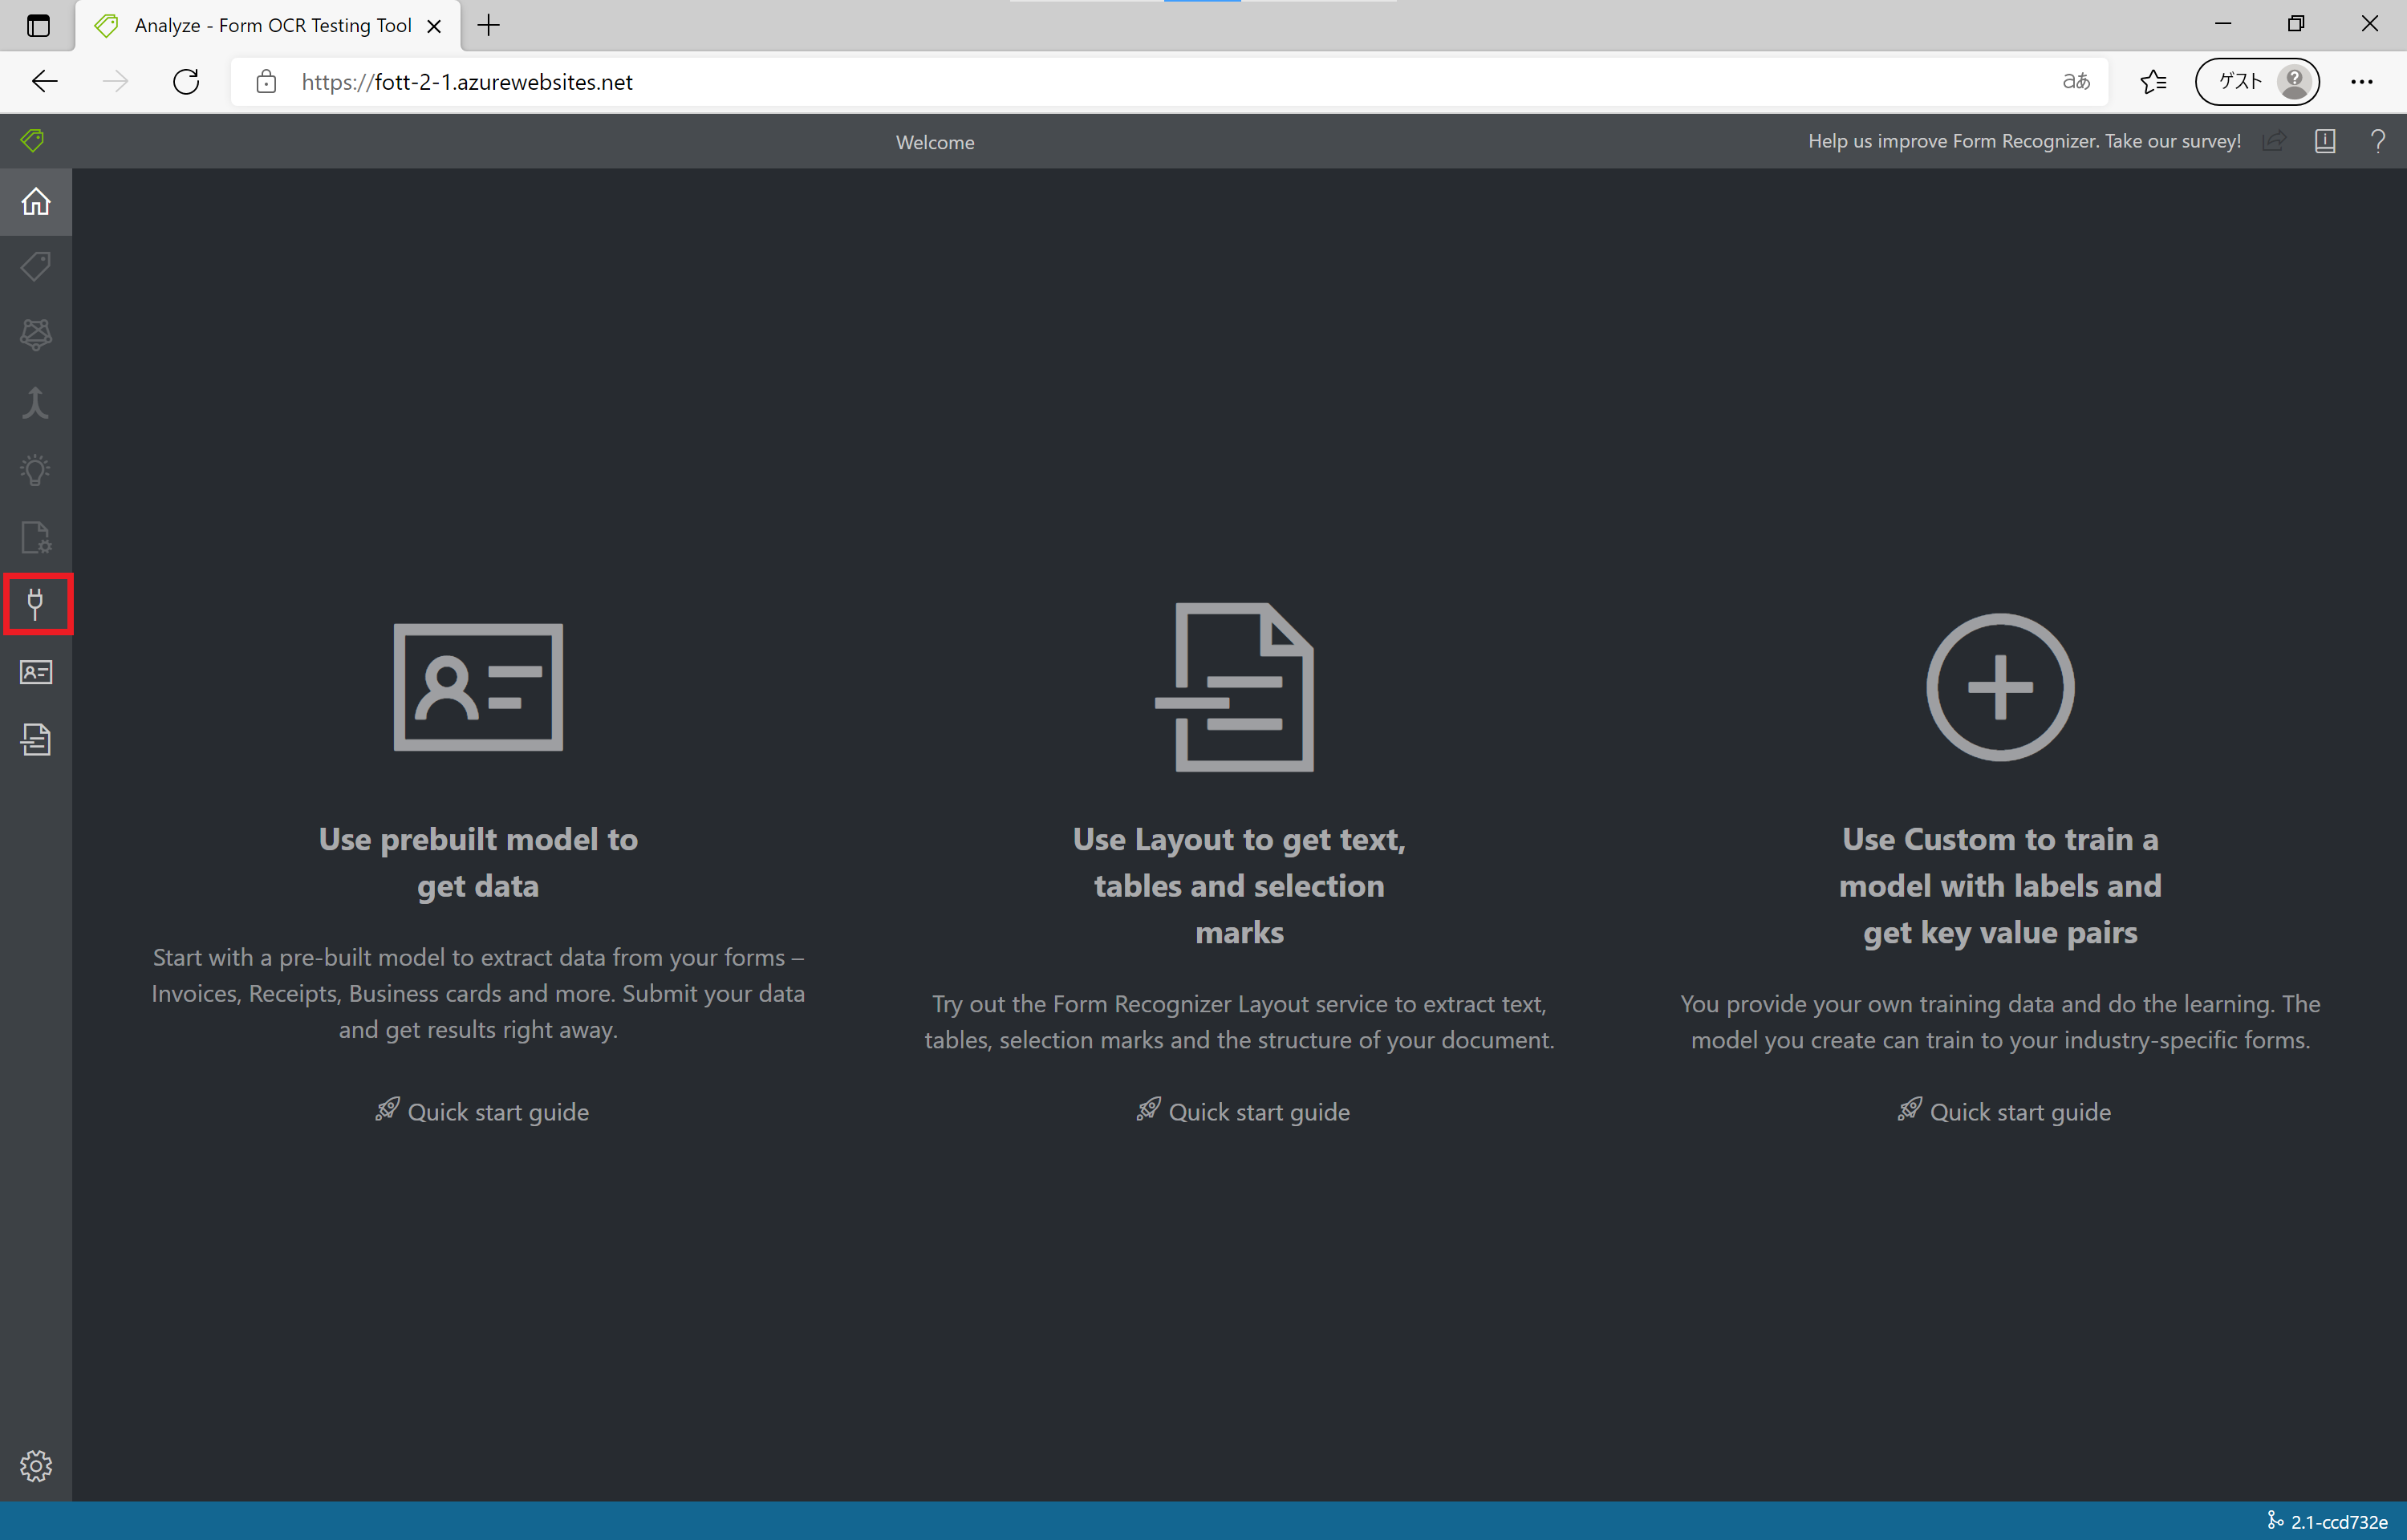 Analyze - Form OCR Testing Tool
https://fott-2-1.azurewebsites.net
aあ
ゲスト
Welcome
Help us improve Form Recognizer. Take our survey!
Use prebuilt model to
get data
Start with a pre-built model to extract data from your forms –
Invoices, Receipts, Business cards and more. Submit your data
and get results right away.
Quick start guide
Use Layout to get text,
tables and selection
marks
Try out the Form Recognizer Layout service to extract text,
tables, selection marks and the structure of your document.
Quick start guide
Use Custom to train a
model with labels and
get key value pairs
You provide your own training data and do the learning. The
model you create can train to your industry-specific forms.
Quick start guide
2.1-ccd732e